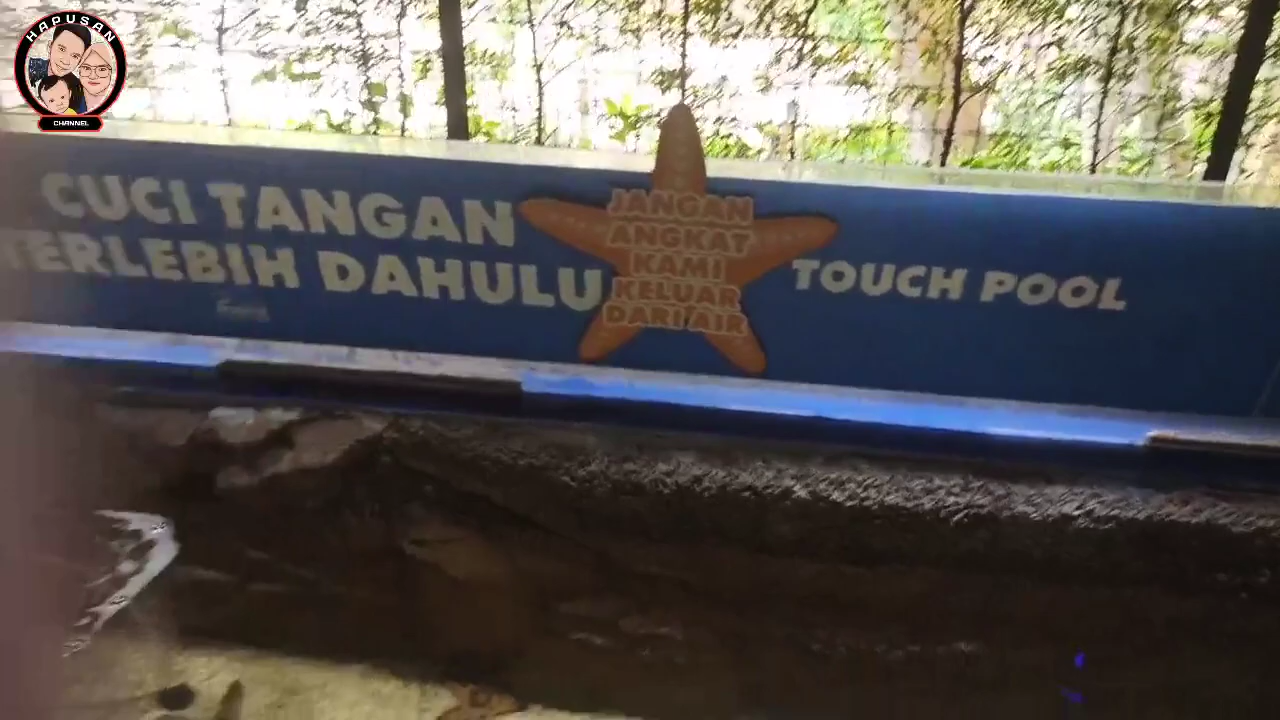 HAPUSAN
CHANNEL
CUCI TANGAN
TERLEBIH DAHULU
JANGAN
ANGKAT
KAMI
KELUAR
DARI AIR
TOUCH POOL